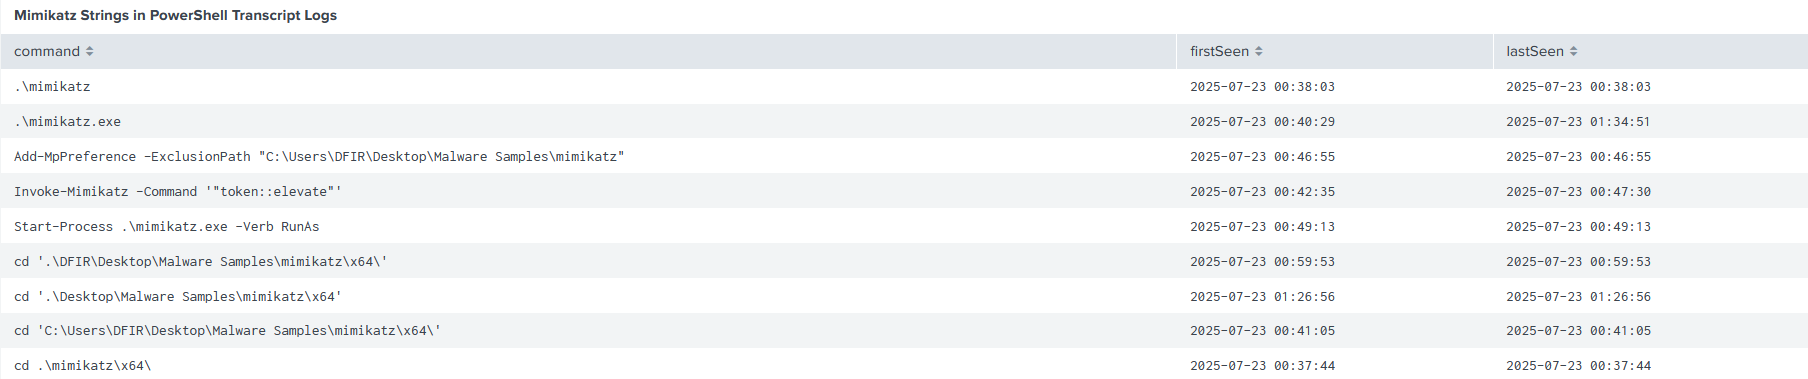 Mimikatz Strings in PowerShell Transcript Logs
command firstSeen lastSeen
.\mimikatz 2025-07-23 00:38:03 2025-07-23 00:38:03
.\mimikatz.exe 2025-07-23 00:40:29 2025-07-23 01:34:51
Add-MpPreference -ExclusionPath "C:\Users\DFIR\Desktop\Malware Samples\mimikatz" 2025-07-23 00:46:55 2025-07-23 00:46:55
Invoke-Mimikatz -Command '"token::elevate"' 2025-07-23 00:42:35 2025-07-23 00:47:30
Start-Process .\mimikatz.exe -Verb RunAs 2025-07-23 00:49:13 2025-07-23 00:49:13
cd '.\DFIR\Desktop\Malware Samples\mimikatz\x64\' 2025-07-23 00:59:53 2025-07-23 00:59:53
cd '.\Desktop\Malware Samples\mimikatz\x64' 2025-07-23 01:26:56 2025-07-23 01:26:56
cd 'C:\Users\DFIR\Desktop\Malware Samples\mimikatz\x64\' 2025-07-23 00:41:05 2025-07-23 00:41:05
cd .\mimikatz\x64\ 2025-07-23 00:37:44 2025-07-23 00:37:44